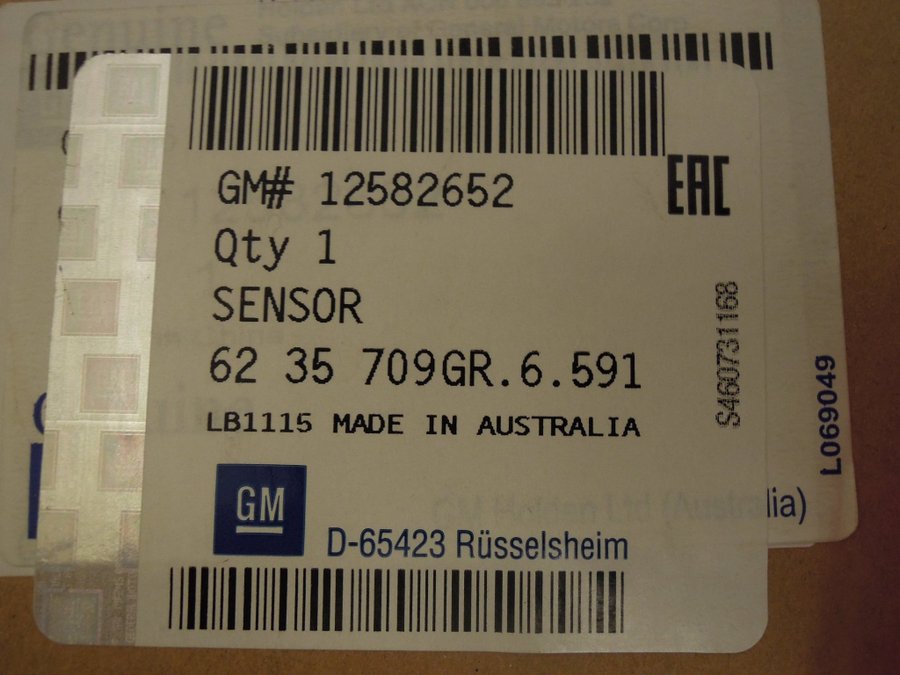 Genuine
GM# 12582652
EAC
Qty 1
SENSOR
62 35 709GR.6.591
LB1115 MADE IN AUSTRALIA
S460731168
L069049
GM
GM Holden Ltd (Australia)
D-65423 Rüsselsheim